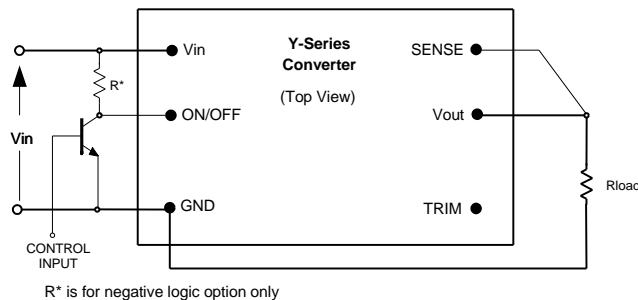 Y-Series
Converter
(Top View)
Vin
SENSE
R*
ON/OFF
Vout
Vin
Rload
GND
TRIM
CONTROL
INPUT
R* is for negative logic option only